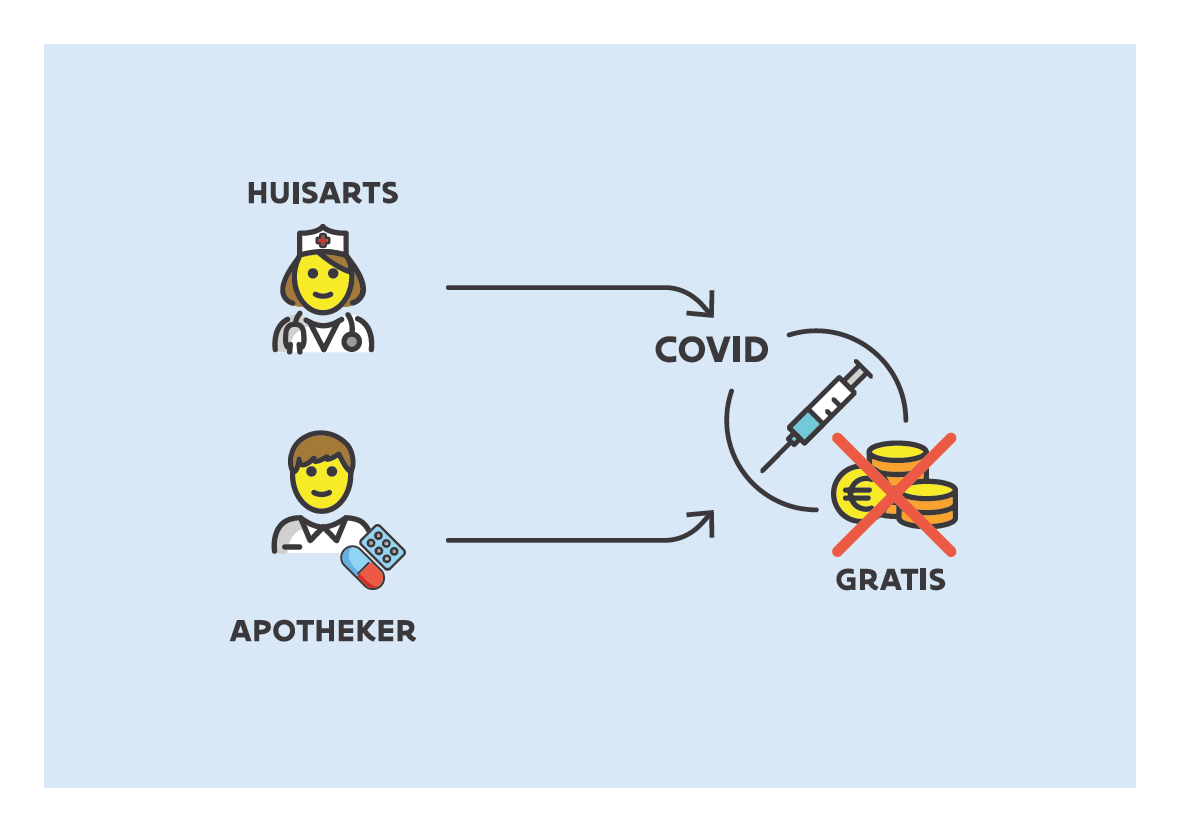 HUISARTS
COVID
€
GRATIS
APOTHEKER